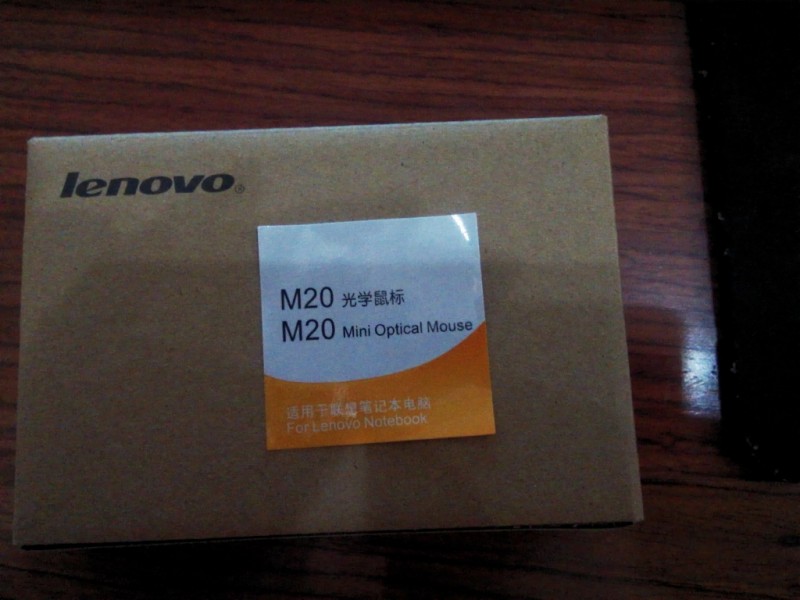 lenovo®
M20 光学鼠标
M20 Mini Optical Mouse
适用于联想笔记本电脑
For Lenovo Notebook